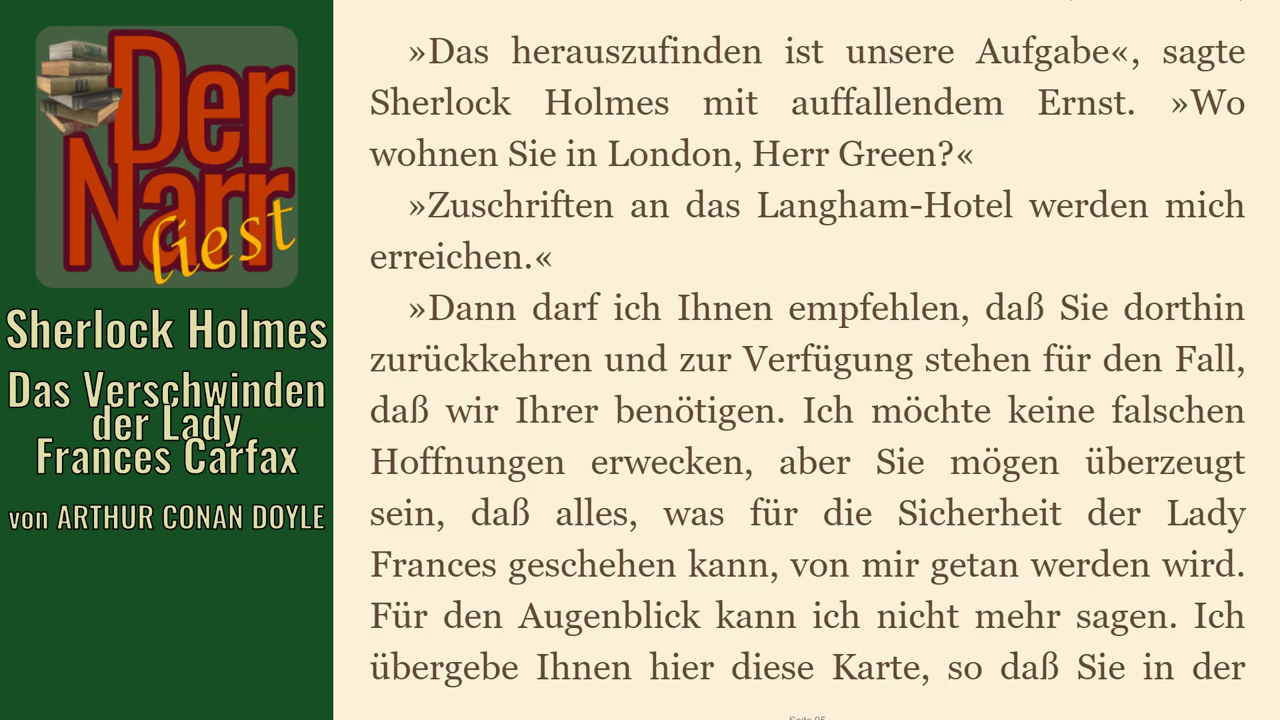 Der
Narr
liest
Sherlock Holmes
Das Verschwinden
der Lady
Frances Carfax
von ARTHUR CONAN DOYLE
»Das herauszufinden ist unsere Aufgabe«, sagte
Sherlock Holmes mit auffallendem Ernst. »Wo
wohnen Sie in London, Herr Green?«
»Zuschriften an das Langham-Hotel werden mich
erreichen.«
»Dann darf ich Ihnen empfehlen, daß Sie dorthin
zurückkehren und zur Verfügung stehen für den Fall,
daß wir Ihrer benötigen. Ich möchte keine falschen
Hoffnungen erwecken, aber Sie mögen überzeugt
sein, daß alles, was für die Sicherheit der Lady
Frances geschehen kann, von mir getan werden wird.
Für den Augenblick kann ich nicht mehr sagen. Ich
übergebe Ihnen hier diese Karte, so daß Sie in der